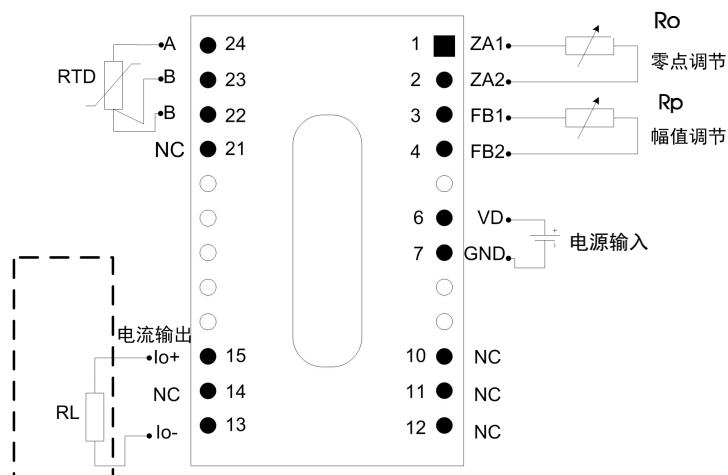 Ro
A 24 1 ZA1
零点调节
RTD B 23 2 ZA2
Rp
B 22 3 FB1
幅值调节
NC 21 4 FB2
6 VD
+
电源输入
7 GND
电流输出
Io+ 15 10 NC
NC 14 11 NC
RL
Io- 13 12 NC